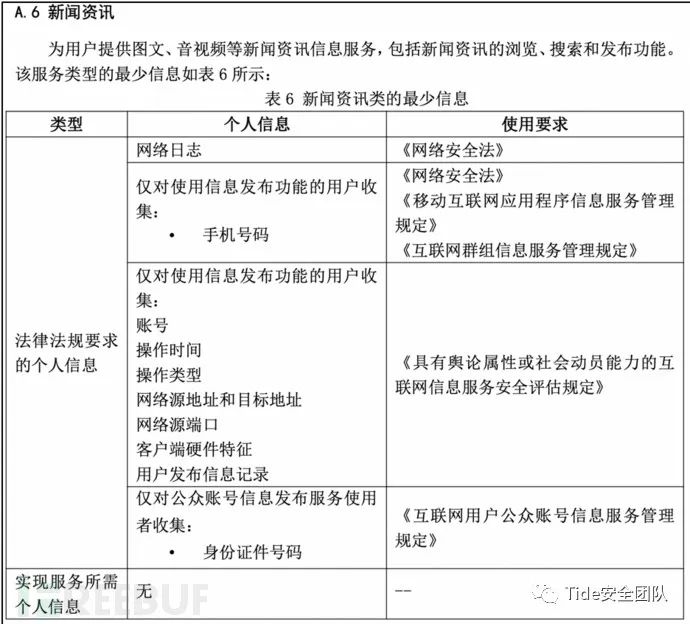 A.6 新闻资讯
为用户提供图文、音视频等新闻资讯信息服务，包括新闻资讯的浏览、搜索和发布功能。
该服务类型的最少信息如表 6 所示：
表 6 新闻资讯类的最少信息
类型
个人信息
使用要求
法律法规要求
的个人信息
网络日志
《网络安全法》
仅对使用信息发布功能的用户收
集：
• 手机号码
《网络安全法》
《移动互联网应用程序信息服务管理
规定》
《互联网群组信息服务管理规定》
仅对使用信息发布功能的用户收
集：
账号
操作时间
操作类型
网络源地址和目标地址
网络源端口
客户端硬件特征
用户发布信息记录
《具有舆论属性或社会动员能力的互
联网信息服务安全评估规定》
仅对公众账号信息发布服务使用
者收集：
• 身份证件号码
《互联网用户公众账号信息服务管理
规定》
实现服务所需
个人信息
无
--
REEBUF
Tide安全团队